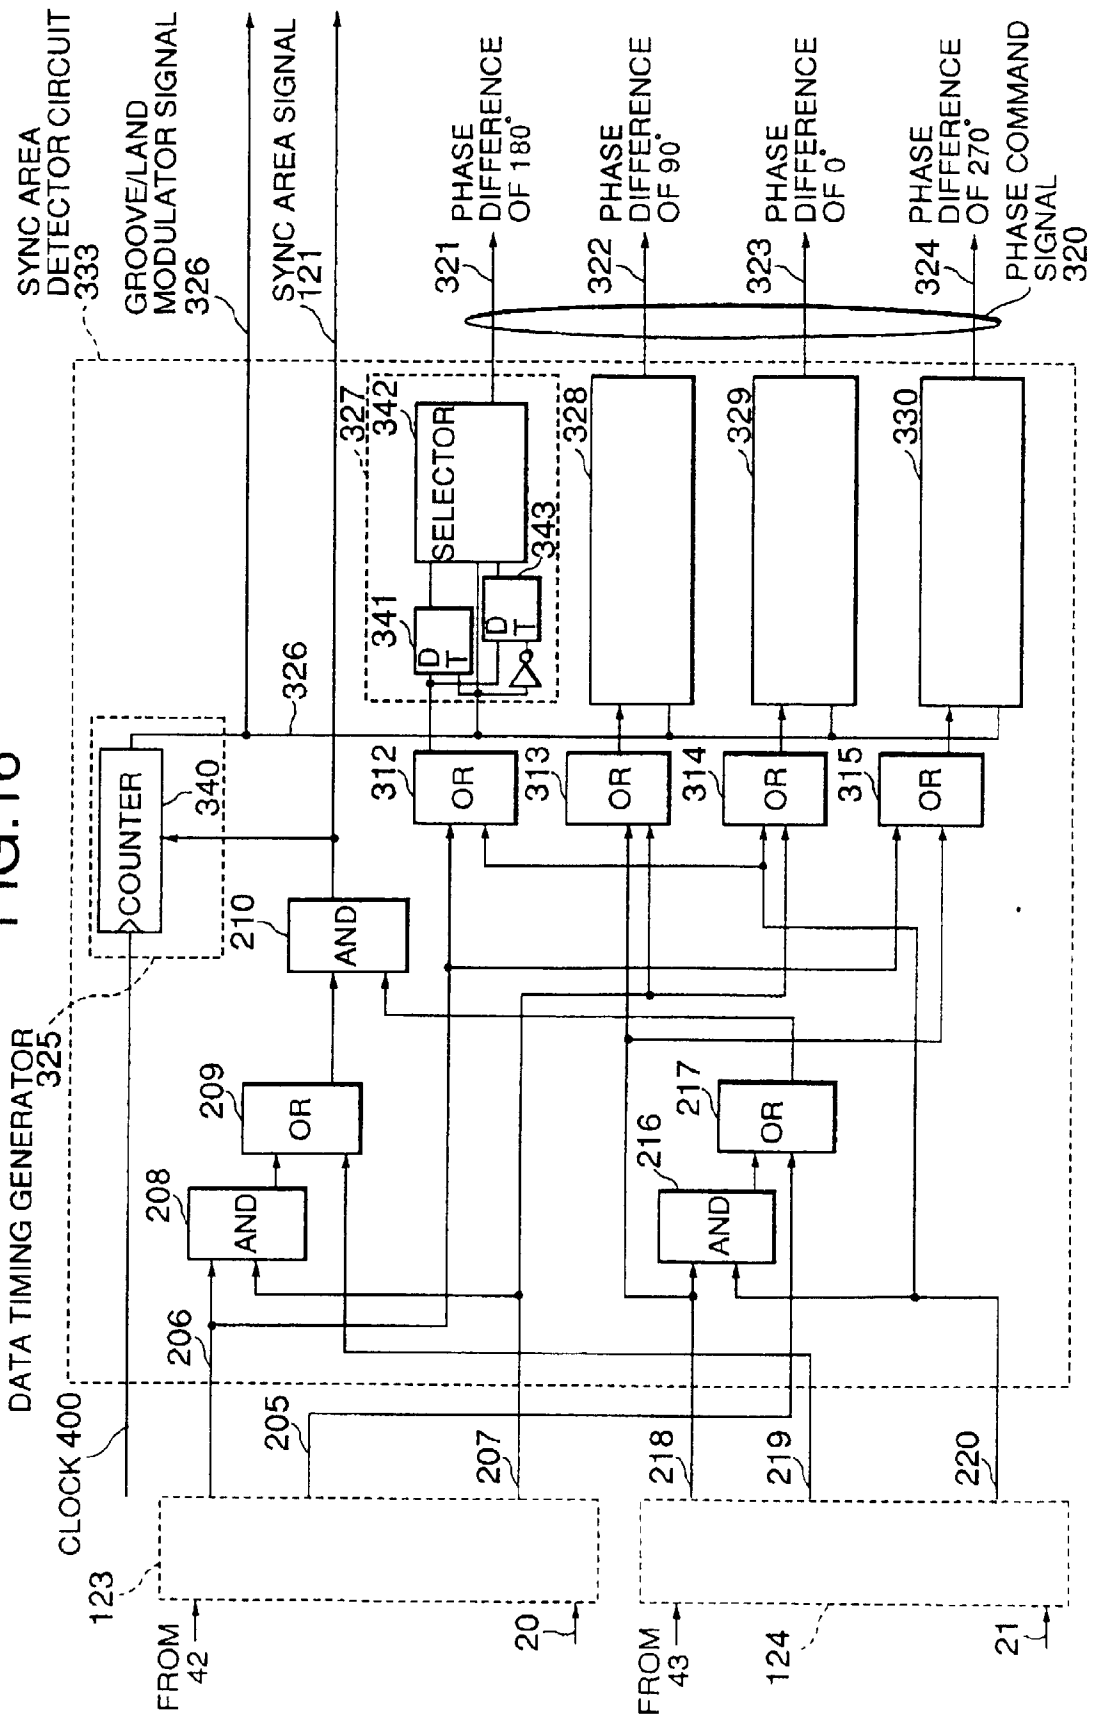 DATA TIMING GENERATOR
325
CLOCK 400
COUNTER
340
SYNC AREA
DETECTOR CIRCUIT
333
GROOVE/LAND
MODULATOR SIGNAL
326
SYNC AREA SIGNAL
121
326
123
FROM
42
20
206
205
207
208
AND
209
OR
210
AND
312
OR
327
341
D
T
343
D
T
342
SELECTOR
321
PHASE
DIFFERENCE
OF 180°
313
OR
328
322
PHASE
DIFFERENCE
OF 90°
314
OR
329
323
PHASE
DIFFERENCE
OF 0°
315
OR
330
324
PHASE
DIFFERENCE
OF 270°
PHASE COMMAND
SIGNAL
320
FROM
43
124
21
218
219
220
216
AND
217
OR